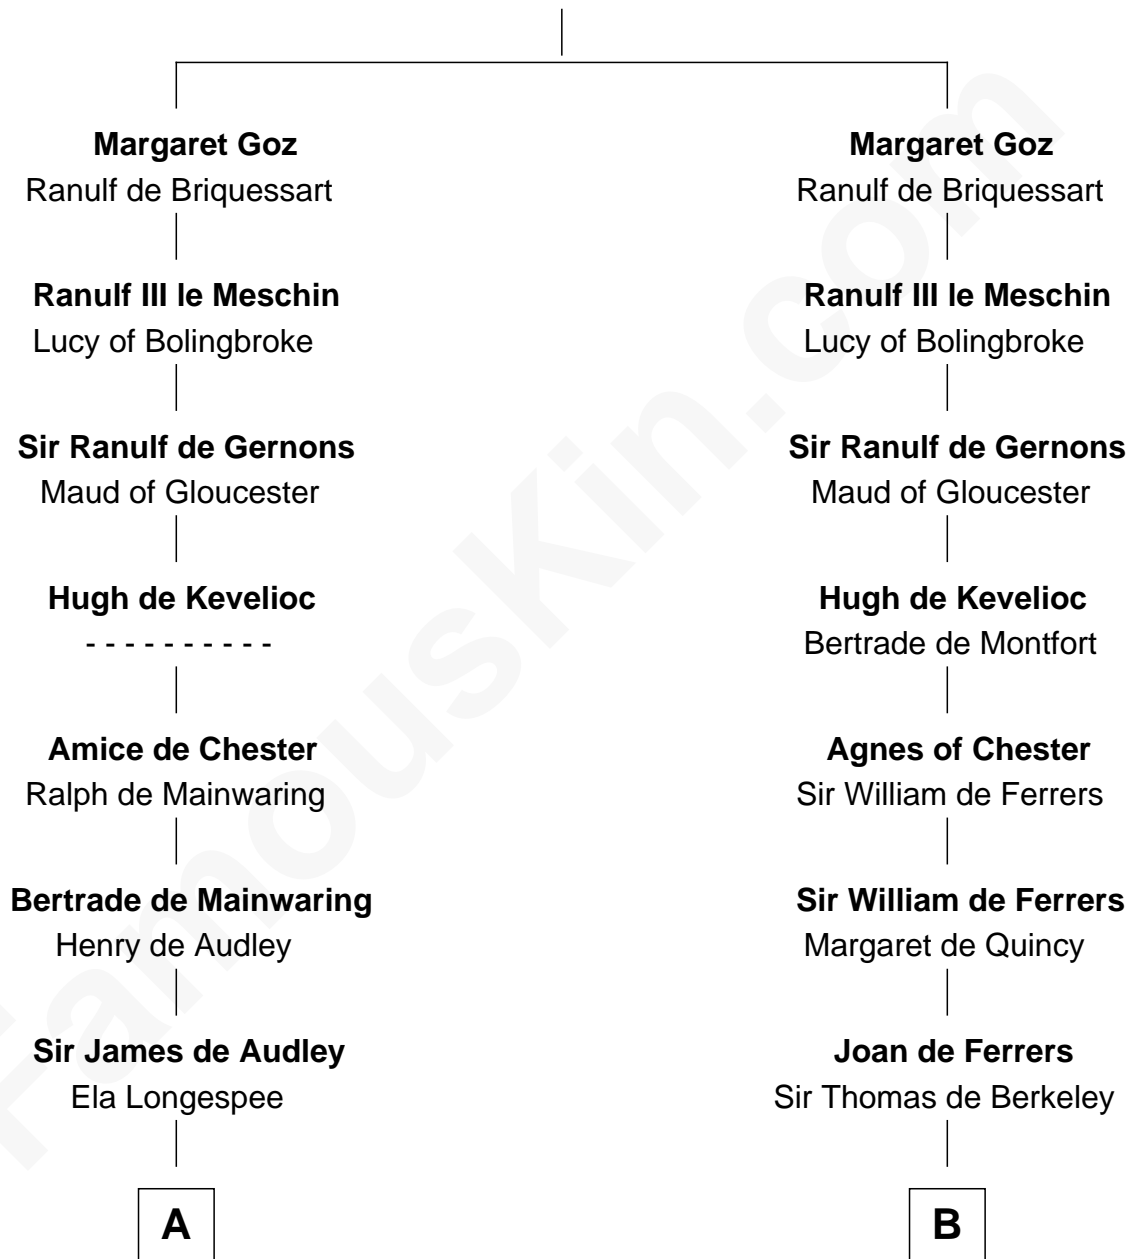 Margaret Goz
Ranulf de Briquessart
Ranulf III le Meschin
Lucy of Bolingbroke
Sir Ranulf de Gernons
Maud of Gloucester
Hugh de Kevelioc
- - - - - - - - - -
Amice de Chester
Ralph de Mainwaring
Bertrade de Mainwaring
Henry de Audley
Sir James de Audley
Ela Longespee
A
Margaret Goz
Ranulf de Briquessart
Ranulf III le Meschin
Lucy of Bolingbroke
Sir Ranulf de Gernons
Maud of Gloucester
Hugh de Kevelioc
Bertrade de Montfort
Agnes of Chester
Sir William de Ferrers
Sir William de Ferrers
Margaret de Quincy
Joan de Ferrers
Sir Thomas de Berkeley
B
FamousKin.com